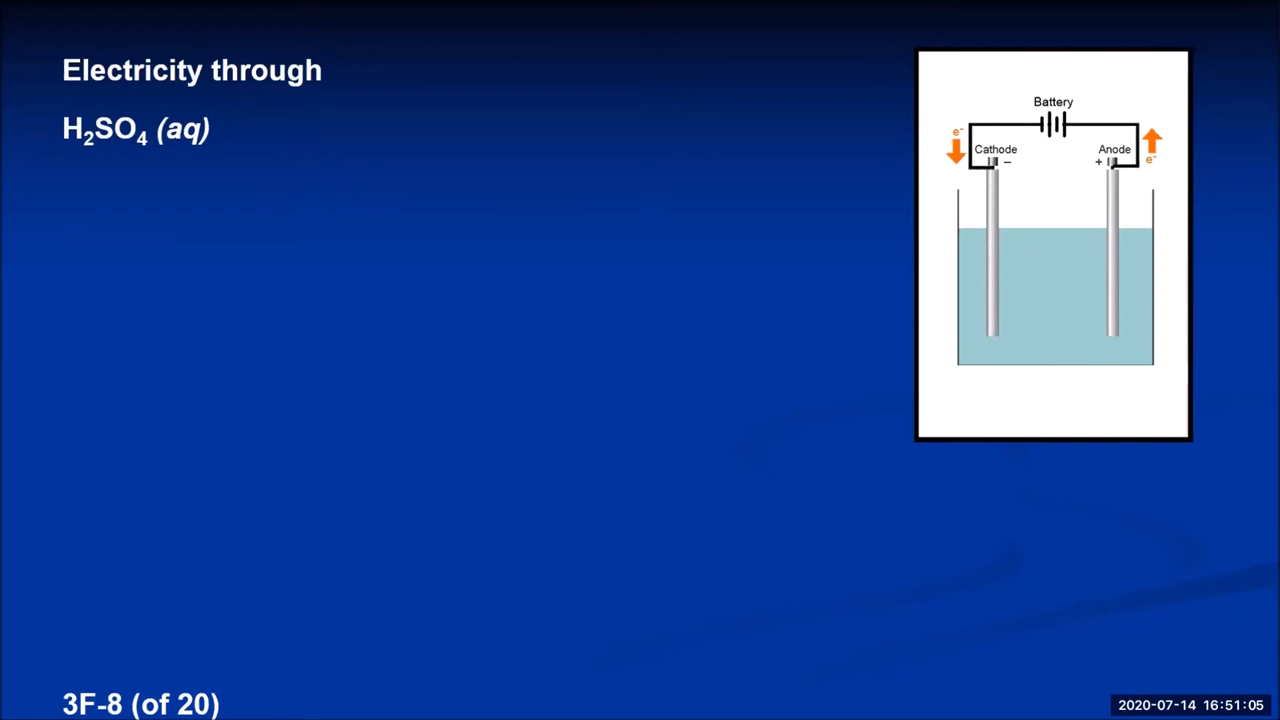 Electricity through
H₂SO₄ (aq)
Battery
e⁻
Cathode
−
Anode
+
e⁻
3F-8 (of 20)
2020-07-14 16:51:05